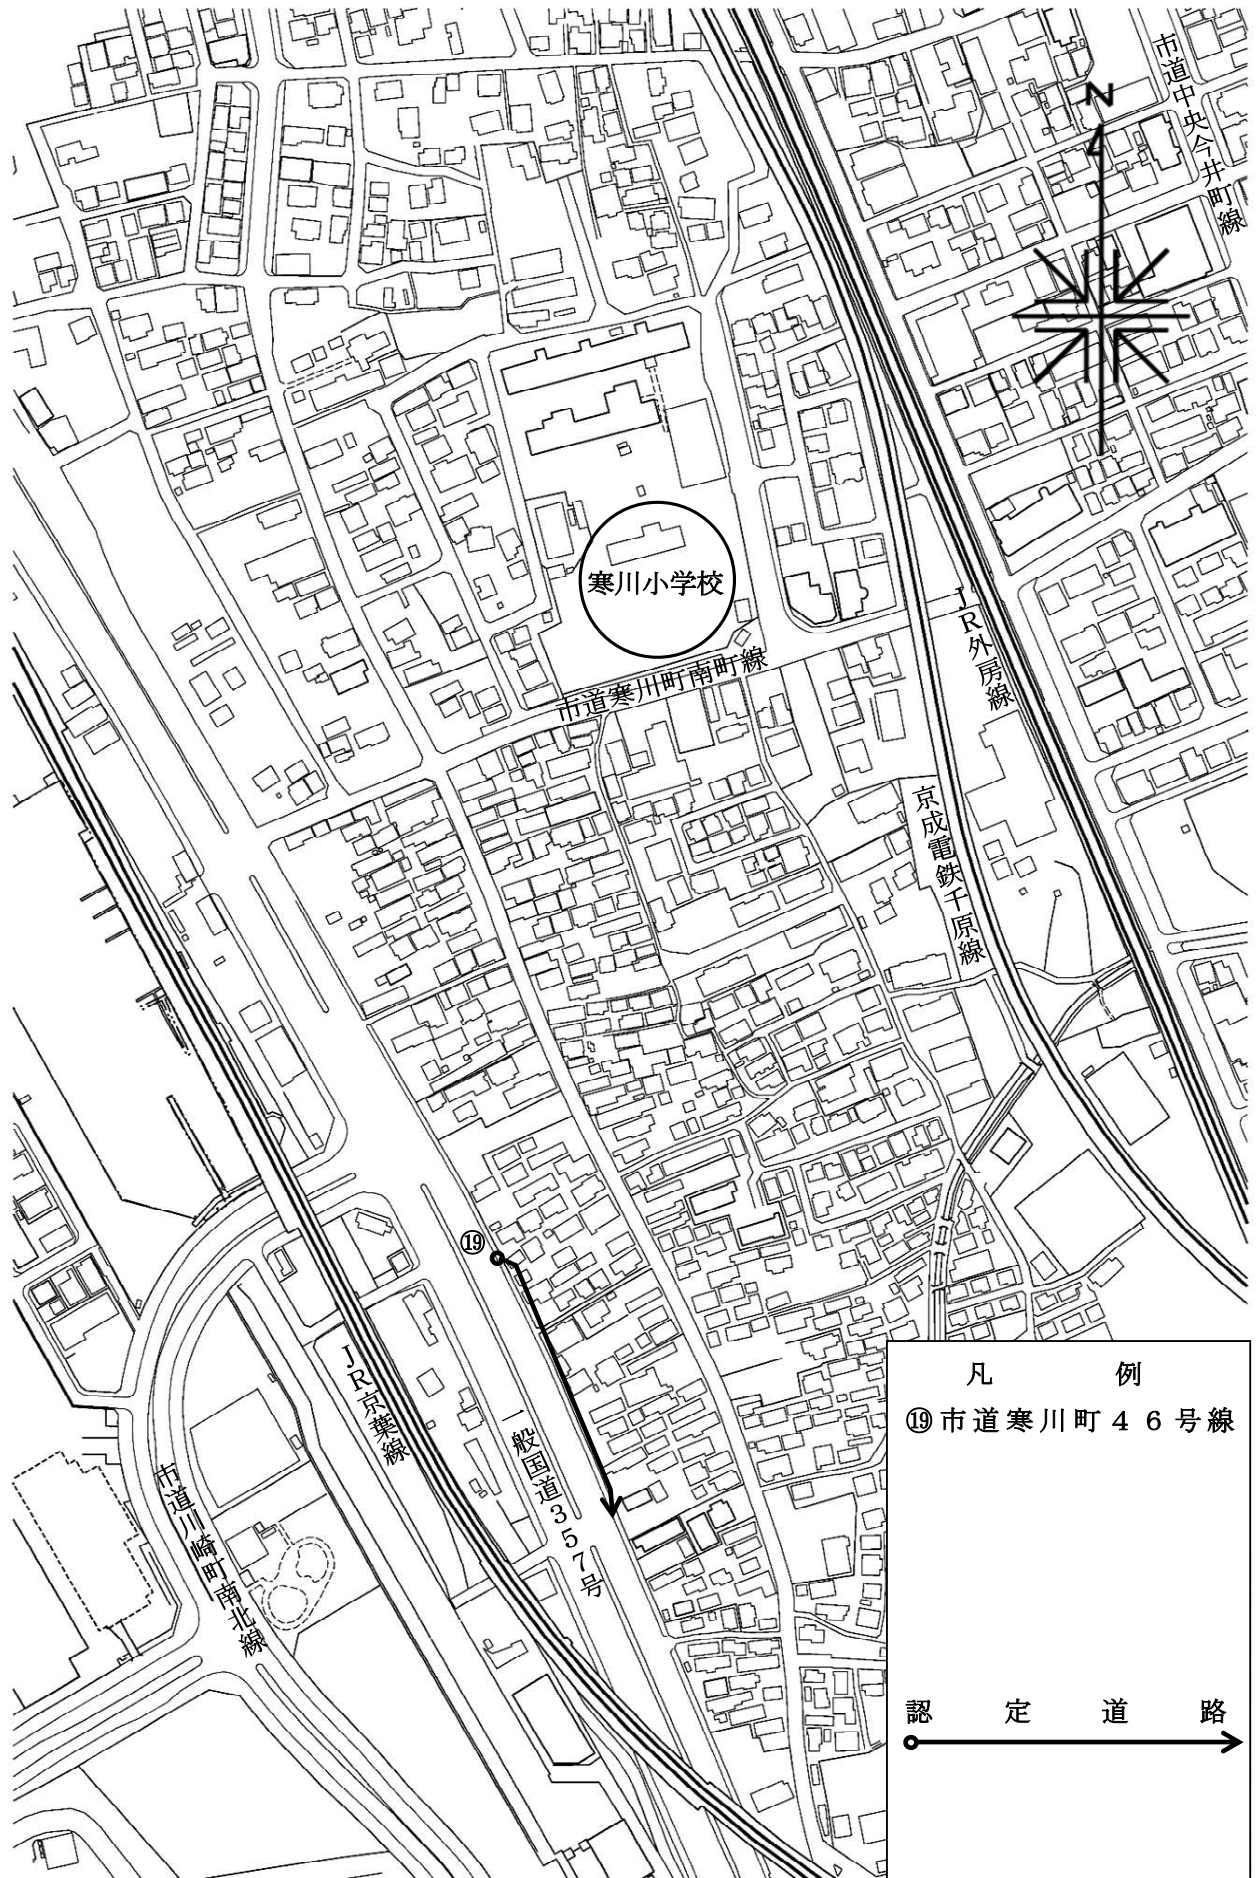 市道中央今井町線
N
寒川小学校
市道寒川町南町線
JR外房線
京成電鉄千原線
⑲
JR京葉線
一般国道357号
市道川崎町南北線
凡 例
⑲市道寒川町46号線
認 定 道 路